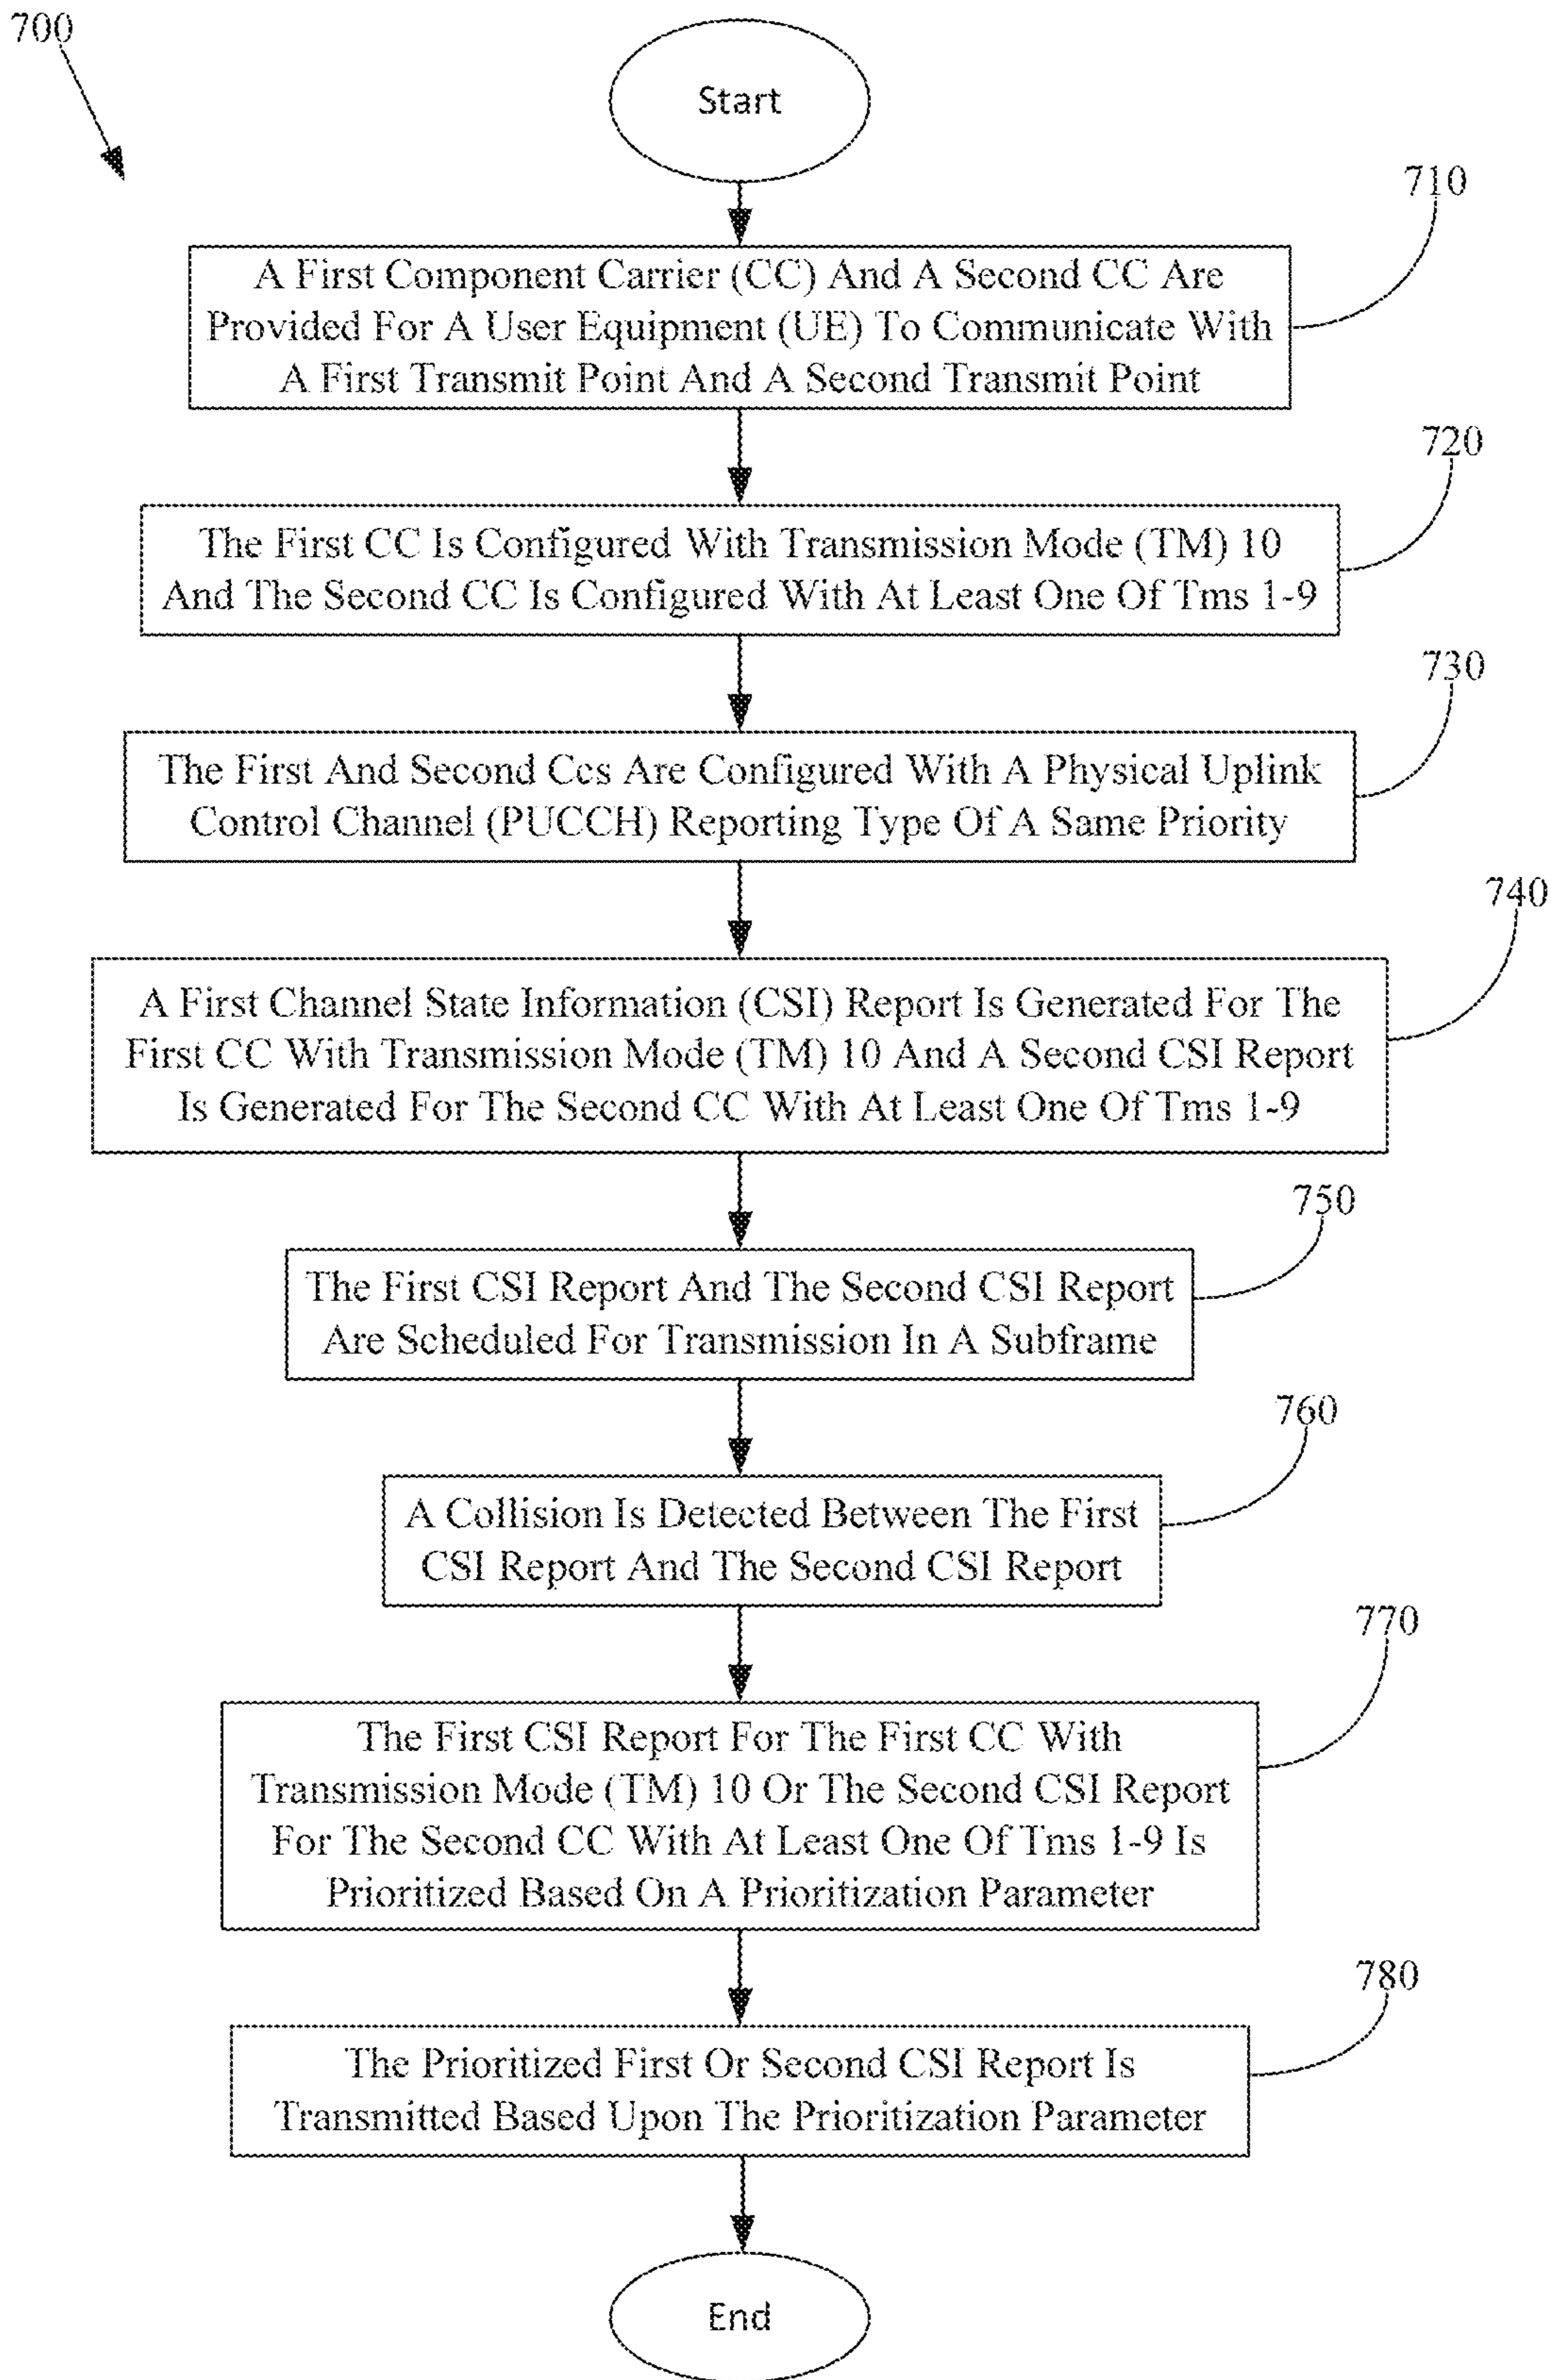 700
Start
710
A First Component Carrier (CC) And A Second CC Are
Provided For A User Equipment (UE) To Communicate With
A First Transmit Point And A Second Transmit Point
720
The First CC Is Configured With Transmission Mode (TM) 10
And The Second CC Is Configured With At Least One Of Tms 1-9
730
The First And Second Ccs Are Configured With A Physical Uplink
Control Channel (PUCCH) Reporting Type Of A Same Priority
740
A First Channel State Information (CSI) Report Is Generated For The
First CC With Transmission Mode (TM) 10 And A Second CSI Report
Is Generated For The Second CC With At Least One Of Tms 1-9
750
The First CSI Report And The Second CSI Report
Are Scheduled For Transmission In A Subframe
760
A Collision Is Detected Between The First
CSI Report And The Second CSI Report
770
The First CSI Report For The First CC With
Transmission Mode (TM) 10 Or The Second CSI Report
For The Second CC With At Least One Of Tms 1-9 Is
Prioritized Based On A Prioritization Parameter
780
The Prioritized First Or Second CSI Report Is
Transmitted Based Upon The Prioritization Parameter
End